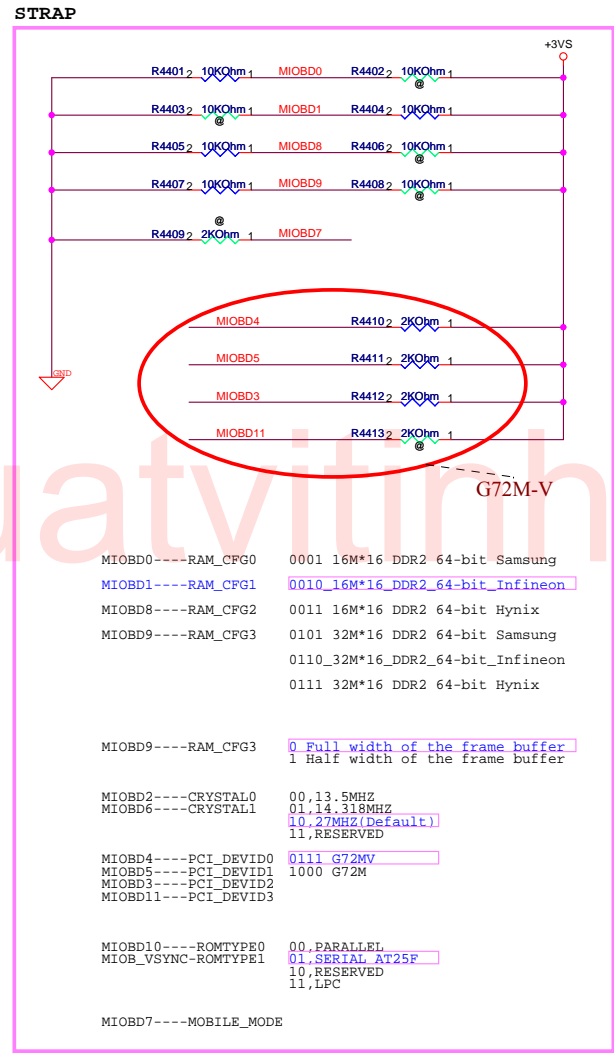 STRAP
+3VS
R4401 2 10KOhm 1 MIOBD0 R4402 2 10KOhm 1
@
R4403 2 10KOhm 1 MIOBD1 R4404 2 10KOhm 1
@
R4405 2 10KOhm 1 MIOBD8 R4406 2 10KOhm 1
@
R4407 2 10KOhm 1 MIOBD9 R4408 2 10KOhm 1
@
@
R4409 2 2KOhm 1 MIOBD7
MIOBD4 R4410 2 2KOhm 1
MIOBD5 R4411 2 2KOhm 1
GND
MIOBD3 R4412 2 2KOhm 1
MIOBD11 R4413 2 2KOhm 1
@
G72M-V
uatvitinh
MIOBD0----RAM_CFG0 0001 16M*16 DDR2 64-bit Samsung
MIOBD1----RAM_CFG1 0010_16M*16_DDR2_64-bit_Infineon
MIOBD8----RAM_CFG2 0011 16M*16 DDR2 64-bit Hynix
MIOBD9----RAM_CFG3 0101 32M*16 DDR2 64-bit Samsung
0110_32M*16_DDR2_64-bit_Infineon
0111 32M*16 DDR2 64-bit Hynix
MIOBD9----RAM_CFG3 0 Full width of the frame buffer
1 Half width of the frame buffer
MIOBD2----CRYSTAL0 00,13.5MHZ
MIOBD6----CRYSTAL1 01,14.318MHZ
10,27MHZ(Default)
11,RESERVED
MIOBD4----PCI_DEVID0 0111 G72MV
MIOBD5----PCI_DEVID1 1000 G72M
MIOBD3----PCI_DEVID2
MIOBD11---PCI_DEVID3
MIOBD10----ROMTYPE0 00,PARALLEL
MIOB_VSYNC-ROMTYPE1 01,SERIAL AT25F
10,RESERVED
11,LPC
MIOBD7----MOBILE_MODE